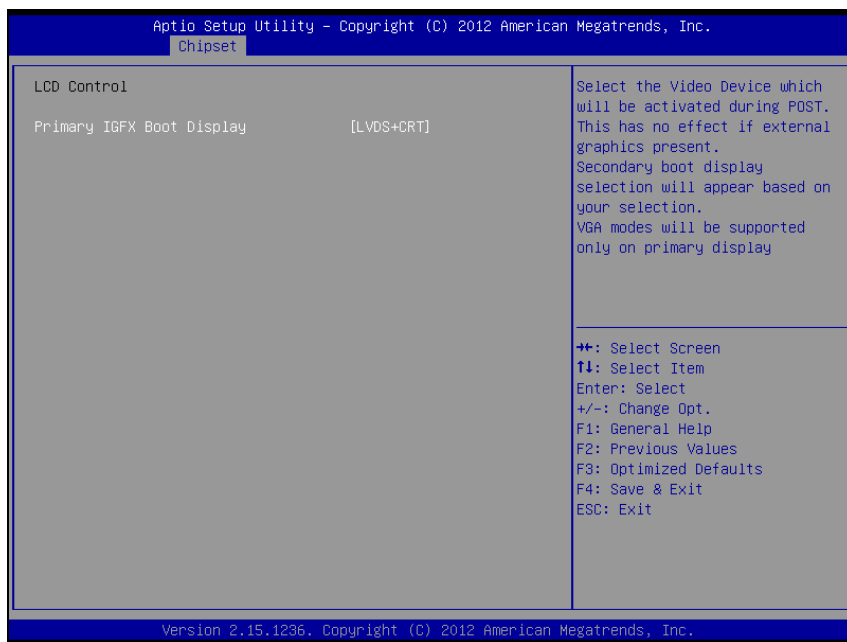 Aptio Setup Utility – Copyright (C) 2012 American Megatrends, Inc.
Chipset
LCD Control
Primary IGFX Boot Display [LVDS+CRT]
Select the Video Device which
will be activated during POST.
This has no effect if external
graphics present.
Secondary boot display
selection will appear based on
your selection.
VGA modes will be supported
only on primary display
→←: Select Screen
↑↓: Select Item
Enter: Select
+/-: Change Opt.
F1: General Help
F2: Previous Values
F3: Optimized Defaults
F4: Save & Exit
ESC: Exit
Version 2.15.1236. Copyright (C) 2012 American Megatrends, Inc.